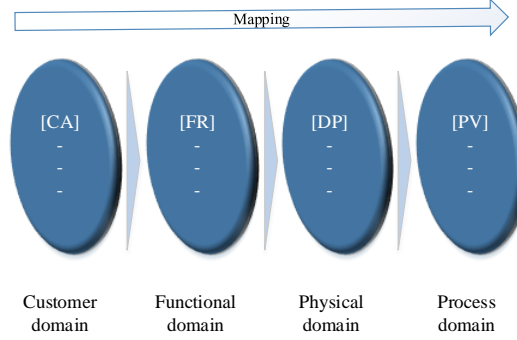 Mapping
[CA] [FR] [DP] [PV]
- - - -
- - - -
- - - -
Customer Functional Physical Process
domain domain domain domain